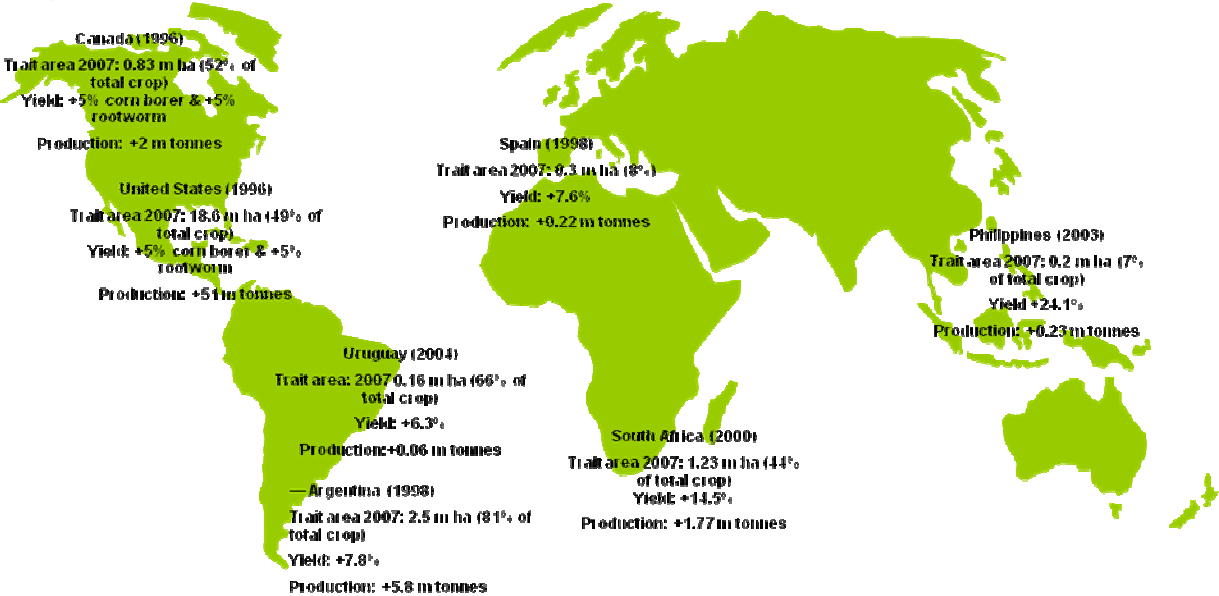 Canada (1996)
Trait area 2007: 0.83 m ha (52% of
total crop)
Yield: +5% corn borer & +5%
rootworm
Production: +2 m tonnes
United States (1996)
Trait area 2007: 18.6 m ha (49% of
total crop)
Yield: +5% corn borer & +5%
rootworm
Production: +51 m tonnes
Uruguay (2004)
Trait area: 2007 0.16 m ha (66% of
total crop)
Yield: +6.3%
Production:+0.06 m tonnes
—Argentina (1998)
Trait area 2007: 2.5 m ha (81% of
total crop)
Yield: +7.8%
Production: +5.8 m tonnes
Spain (1998)
Trait area 2007: 0.3 m ha (8%)
Yield: +7.6%
Production: +0.22 m tonnes
South Africa (2000)
Trait area 2007: 1.23 m ha (44%
of total crop)
Yield: +14.5%
Production: +1.77 m tonnes
Philippines (2003)
Trait area 2007: 0.2 m ha (7%
of total crop)
Yield +24.1%
Production: +0.23 m tonnes